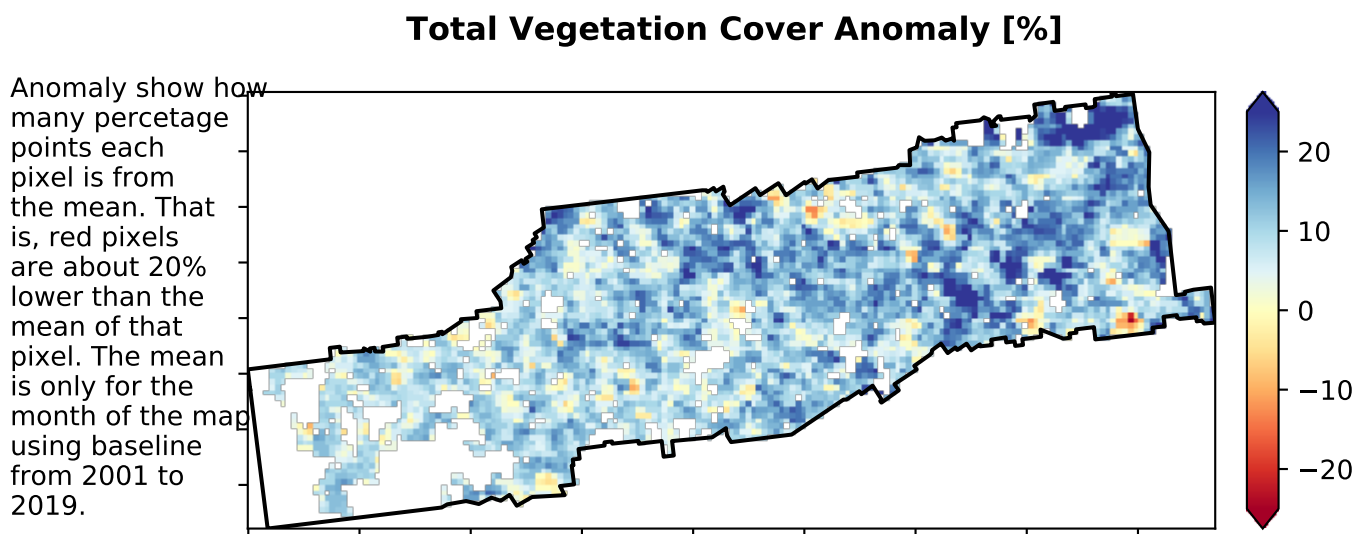 Total Vegetation Cover Anomaly [%]
Anomaly show how
many percetage
points each
pixel is from
the mean. That
is, red pixels
are about 20%
lower than the
mean of that
pixel. The mean
is only for the
month of the map
using baseline
from 2001 to
2019.
20
10
0
−10
−20